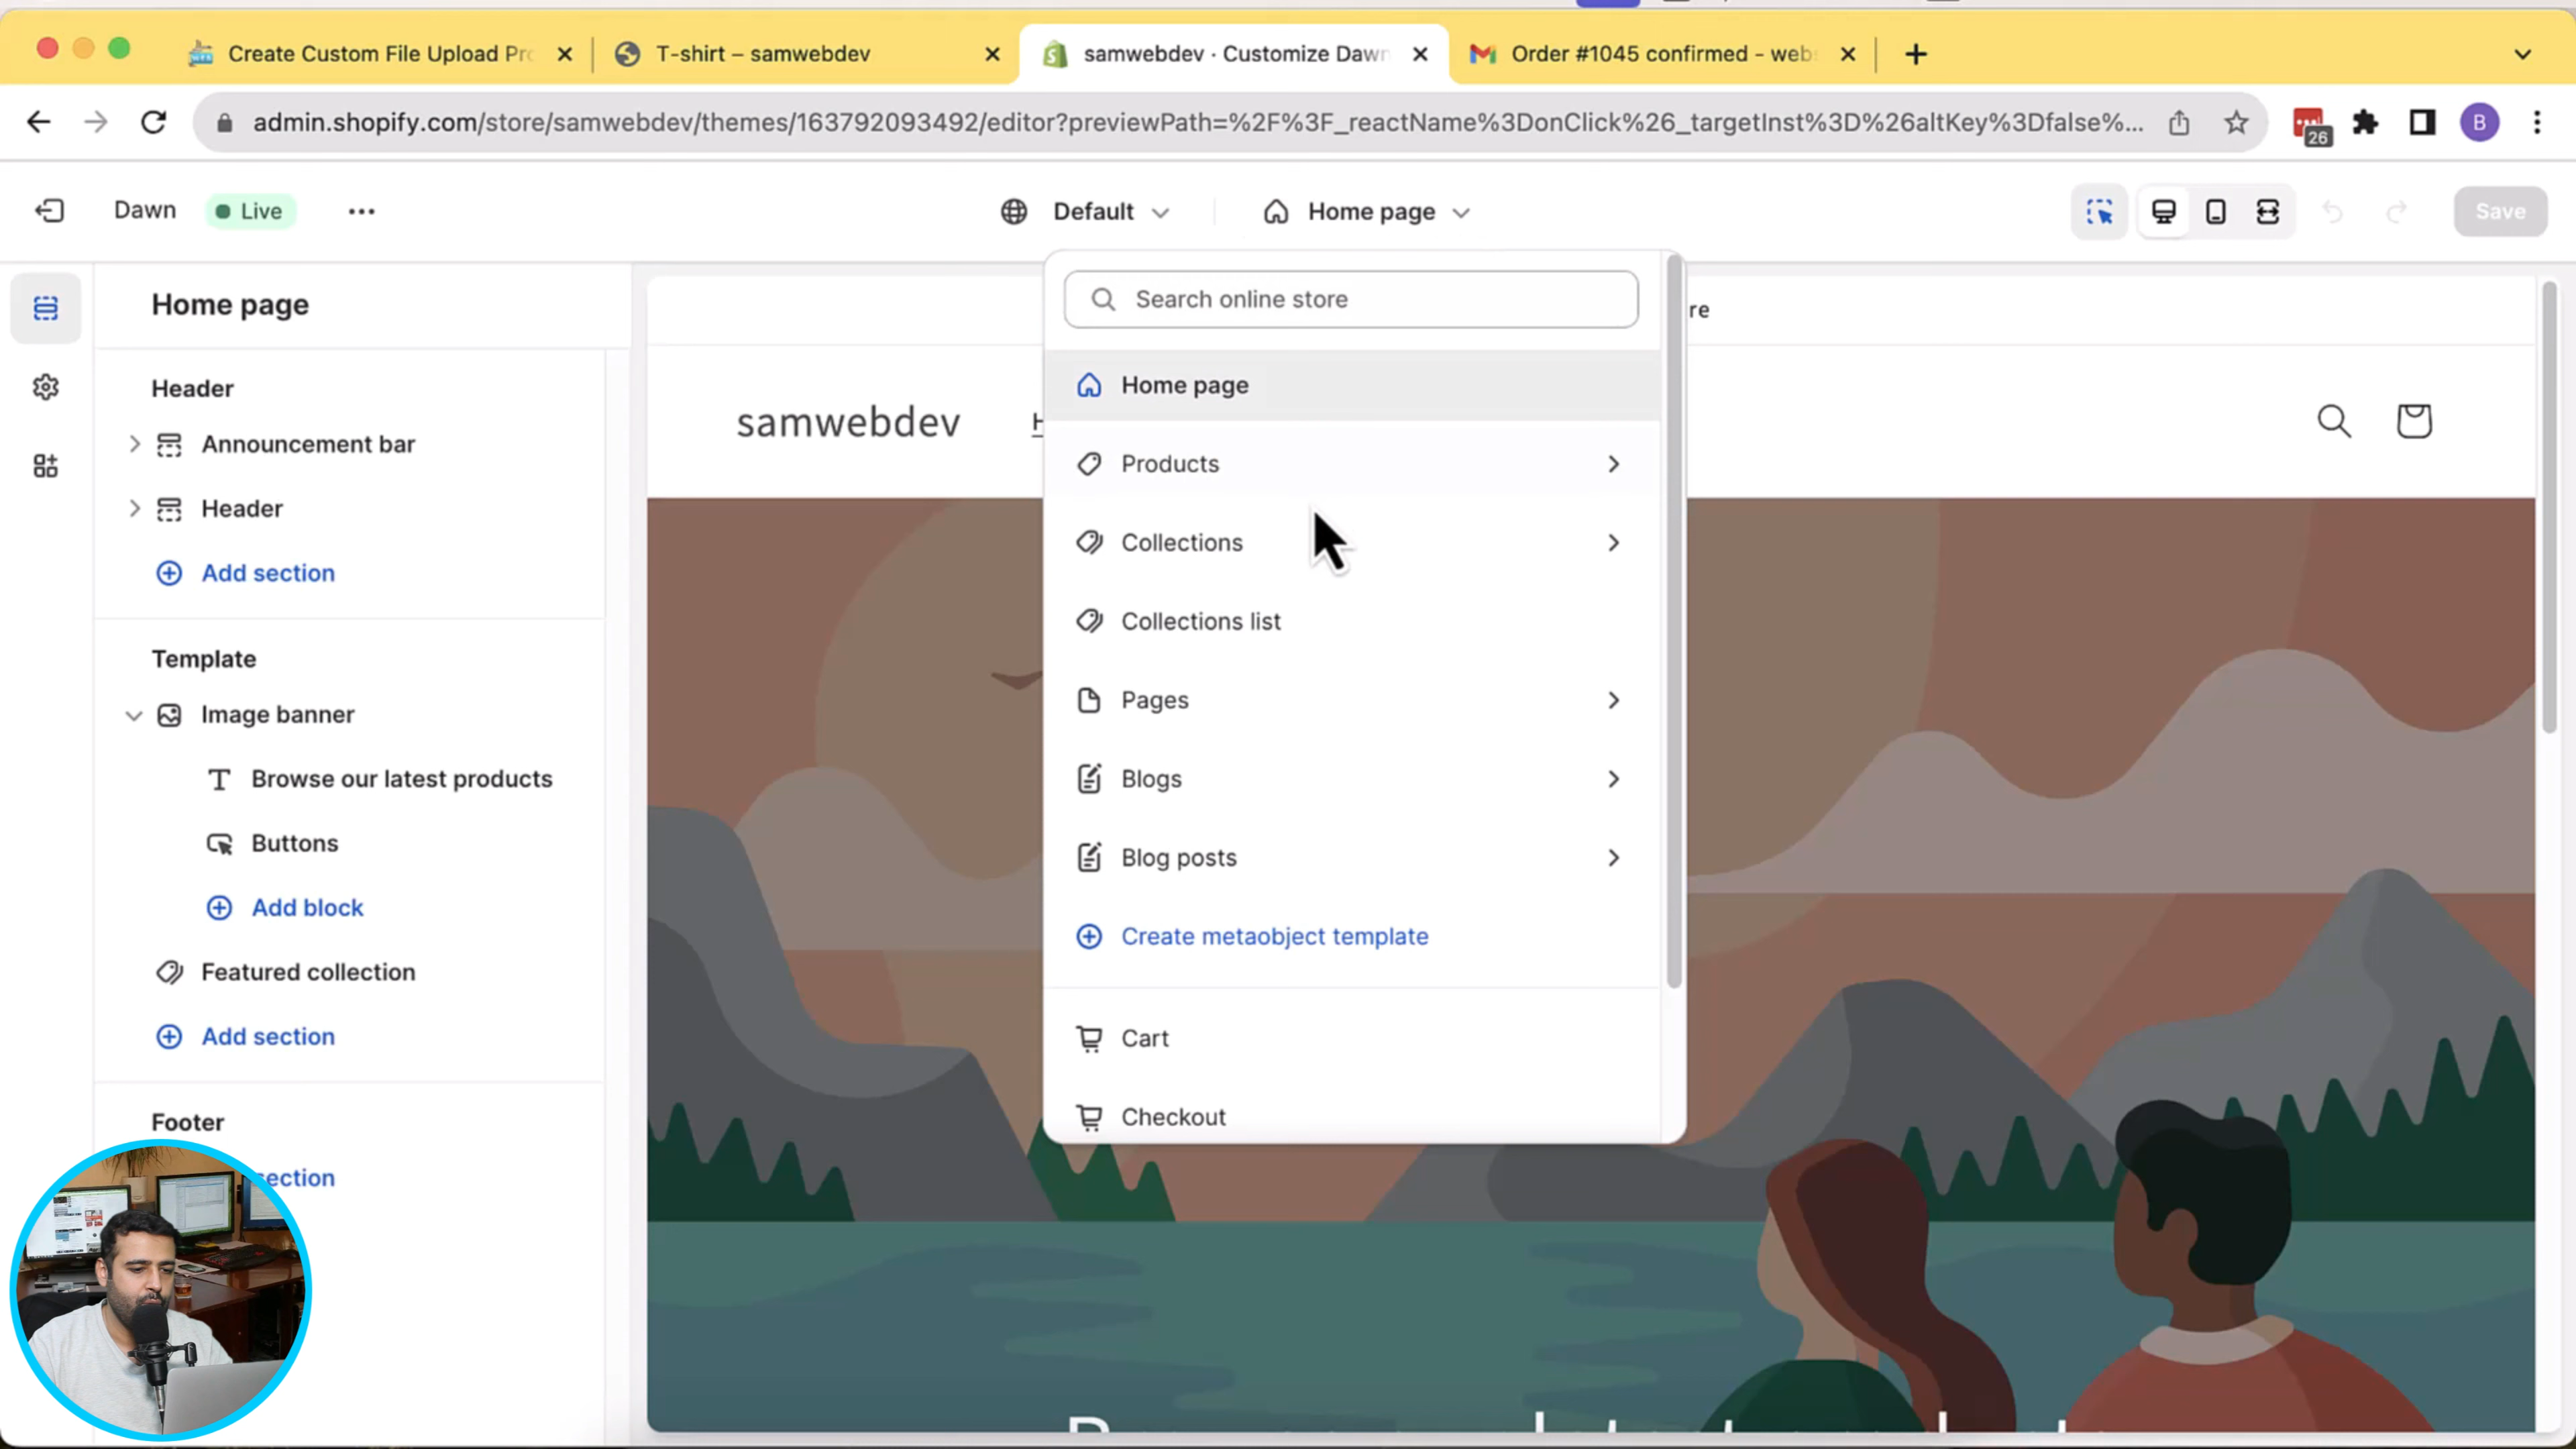 Create Custom File Upload Pro
T-shirt – samwebdev
samwebdev · Customize Dawn
Order #1045 confirmed - web
admin.shopify.com/store/samwebdev/themes/163792093492/editor?previewPath=%2F%3F_reactName%3DonClick%26_targetInst%3D%26altKey%3Dfalse%...
26
B
Dawn
Live
Default
Home page
Save
Home page
Header
Announcement bar
Header
Add section
Template
Image banner
Browse our latest products
Buttons
Add block
Featured collection
Add section
Footer
section
Search online store
Home page
Products
Collections
Collections list
Pages
Blogs
Blog posts
Create metaobject template
Cart
Checkout
re
samwebdev
H